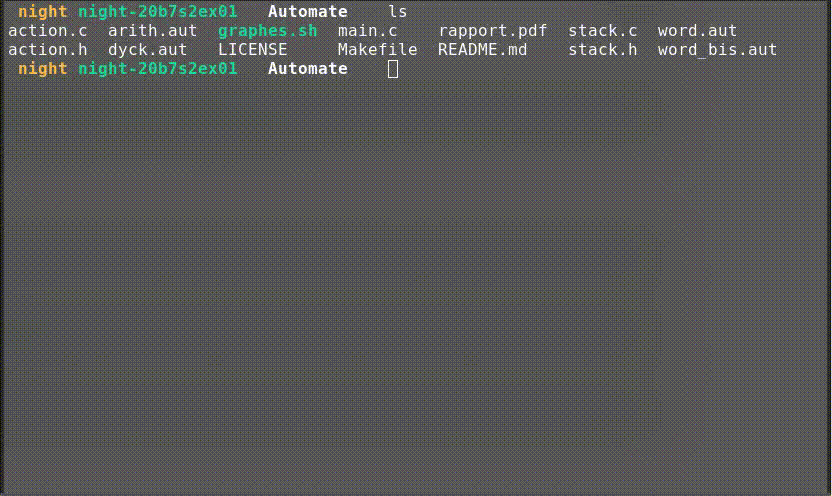 night night-20b7s2ex01 Automate ls
action.c arith.aut graphes.sh main.c rapport.pdf stack.c word.aut
action.h dyck.aut LICENSE Makefile README.md stack.h word_bis.aut
night night-20b7s2ex01 Automate